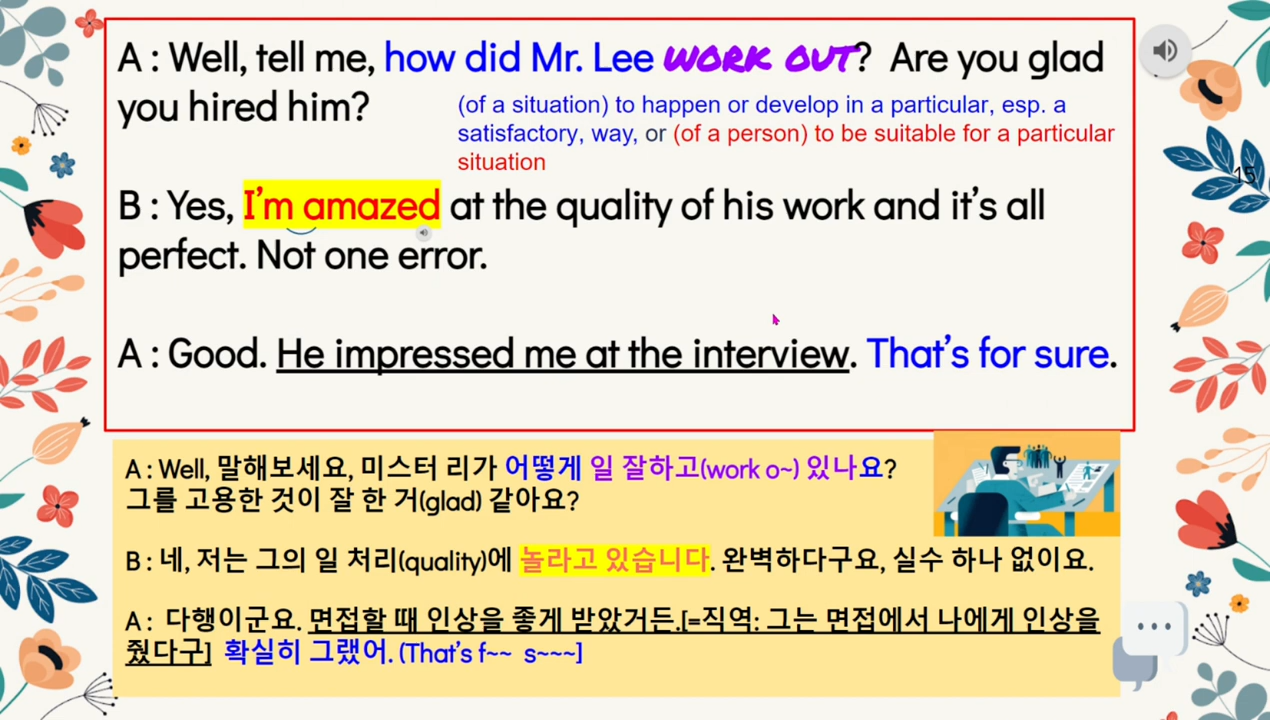 A : Well, tell me, how did Mr. Lee work out? Are you glad
you hired him?
(of a situation) to happen or develop in a particular, esp. a
satisfactory, way, or (of a person) to be suitable for a particular
situation
15
B : Yes, I'm amazed at the quality of his work and it's all
perfect. Not one error.
A : Good. He impressed me at the interview. That's for sure.
A : Well, 말해보세요, 미스터 리가 어떻게 일 잘하고(work o~) 있나요?
그를 고용한 것이 잘 한 거(glad) 같아요?
B : 네, 저는 그의 일 처리(quality)에 놀라고 있습니다. 완벽하다구요, 실수 하나 없이요.
A : 다행이군요. 면접할 때 인상을 좋게 받았거든.[=직역: 그는 면접에서 나에게 인상을
줬다구] 확실히 그랬어. (That's f~~ s~~~]